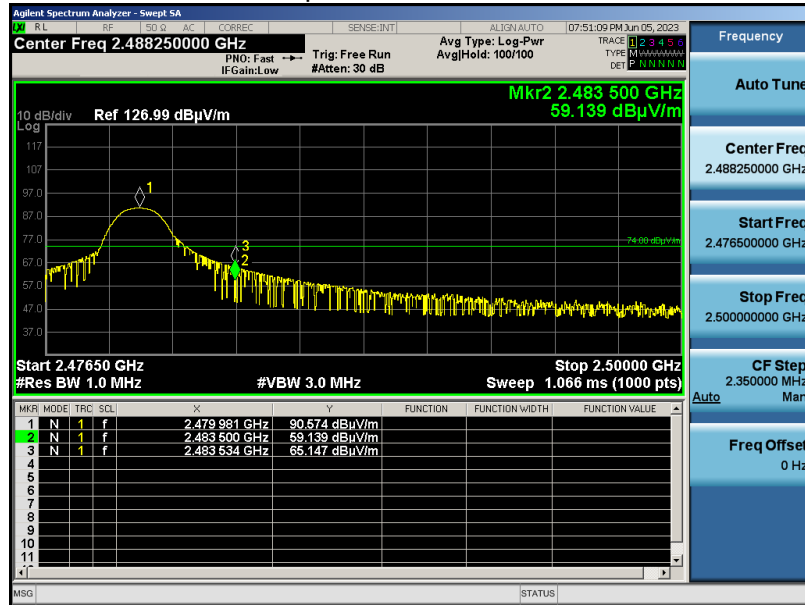 Agilent Spectrum Analyzer - Swept SA
LXI RL RF 50 Ω AC CORREC SENSE:INT ALIGN AUTO 07:51:09 PM Jun 05, 2023
Center Freq 2.488250000 GHz
PNO: Fast
IFGain:Low
Trig: Free Run
#Atten: 30 dB
Avg Type: Log-Pwr
Avg|Hold: 100/100
TRACE 1 2 3 4 5 6
TYPE M
DET P N N N N N
Frequency
Mkr2 2.483 500 GHz
59.139 dBµV/m
10 dB/div Ref 126.99 dBµV/m
Log
117
107
97.0
87.0
77.0
67.0
57.0
47.0
37.0
1
3
2
74.00 dBµV/m
Start 2.47650 GHz
Stop 2.50000 GHz
#Res BW 1.0 MHz #VBW 3.0 MHz Sweep 1.066 ms (1000 pts)
MKR MODE TRC SCL X Y FUNCTION FUNCTION WIDTH FUNCTION VALUE
1 N 1 f 2.479 981 GHz 90.574 dBµV/m
2 N 1 f 2.483 500 GHz 59.139 dBµV/m
3 N 1 f 2.483 534 GHz 65.147 dBµV/m
4
5
6
7
8
9
10
11
MSG STATUS
Auto Tune
Center Freq
2.488250000 GHz
Start Freq
2.476500000 GHz
Stop Freq
2.500000000 GHz
CF Step
2.350000 MHz
Auto Man
Freq Offset
0 Hz